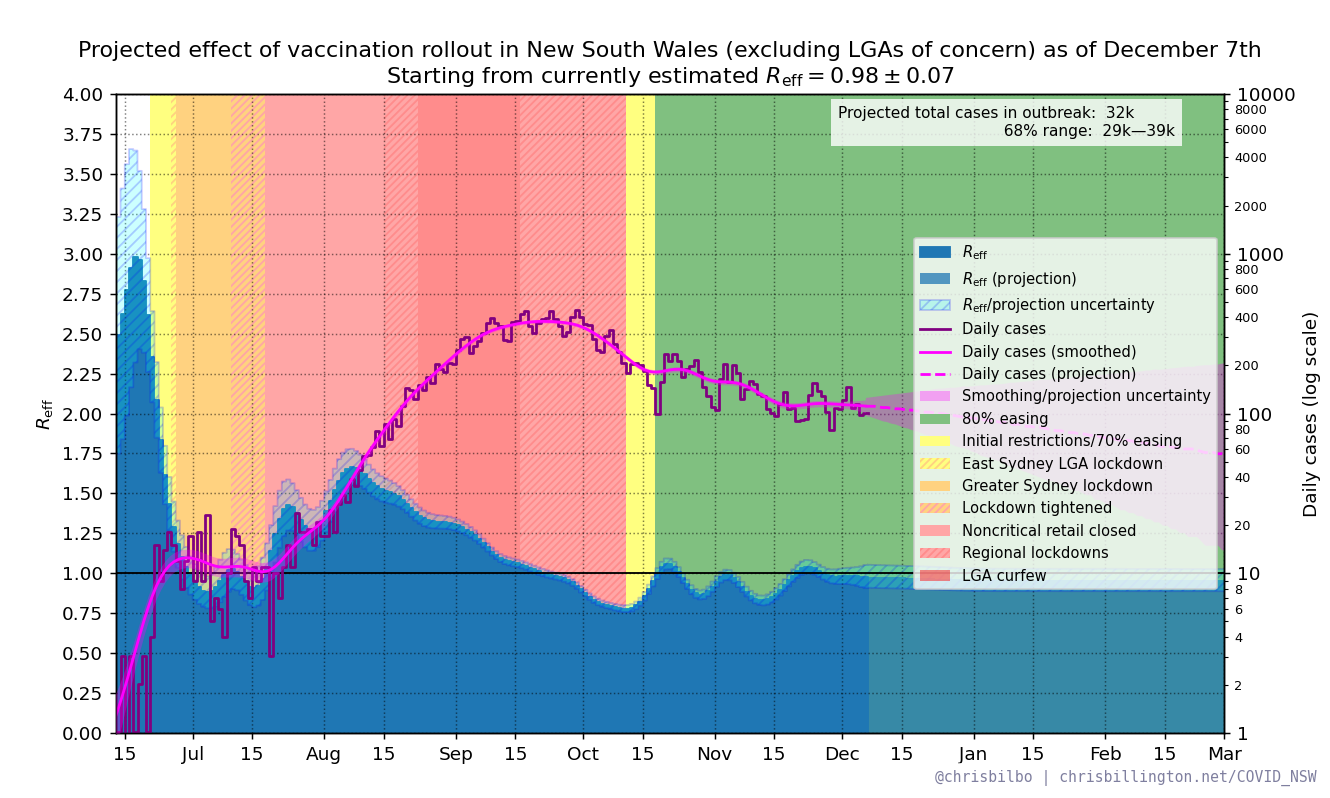 Projected effect of vaccination rollout in New South Wales (excluding LGAs of concern) as of December 7th
Starting from currently estimated R_eff = 0.98 ± 0.07
Projected total cases in outbreak: 32k
68% range: 29k—39k
4.00
3.75
3.50
3.25
3.00
2.75
2.50
2.25
2.00
1.75
1.50
1.25
1.00
0.75
0.50
0.25
0.00
R_eff
10000
8000
6000
4000
2000
1000
800
600
400
200
100
80
60
40
20
10
8
6
4
2
1
Daily cases (log scale)
R_eff
R_eff (projection)
R_eff/projection uncertainty
Daily cases
Daily cases (smoothed)
Daily cases (projection)
Smoothing/projection uncertainty
80% easing
Initial restrictions/70% easing
East Sydney LGA lockdown
Greater Sydney lockdown
Lockdown tightened
Noncritical retail closed
Regional lockdowns
LGA curfew
15 Jul 15 Aug 15 Sep 15 Oct 15 Nov 15 Dec 15 Jan 15 Feb 15 Mar
@chrisbilbo | chrisbillington.net/COVID_NSW